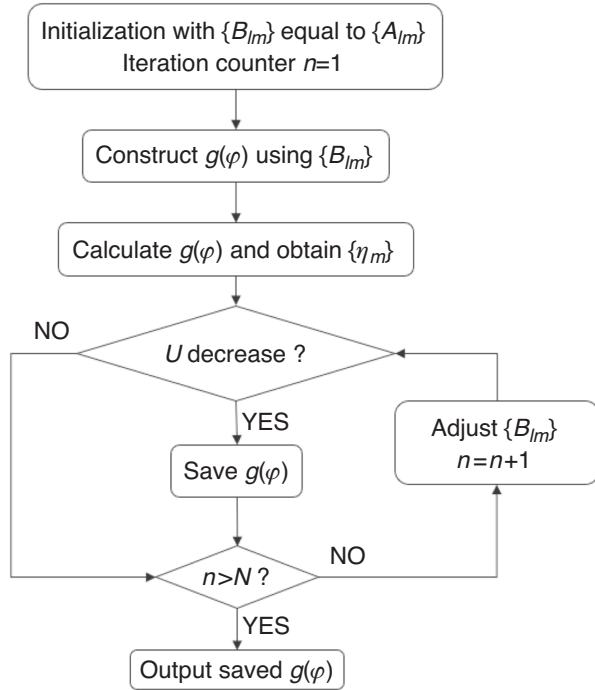 Initialization with {B_lm} equal to {A_lm}
Iteration counter n=1
Construct g(φ) using {B_lm}
Calculate g(φ) and obtain {η_m}
NO
U decrease ?
YES
Save g(φ)
Adjust {B_lm}
n=n+1
n>N ?
NO
YES
Output saved g(φ)